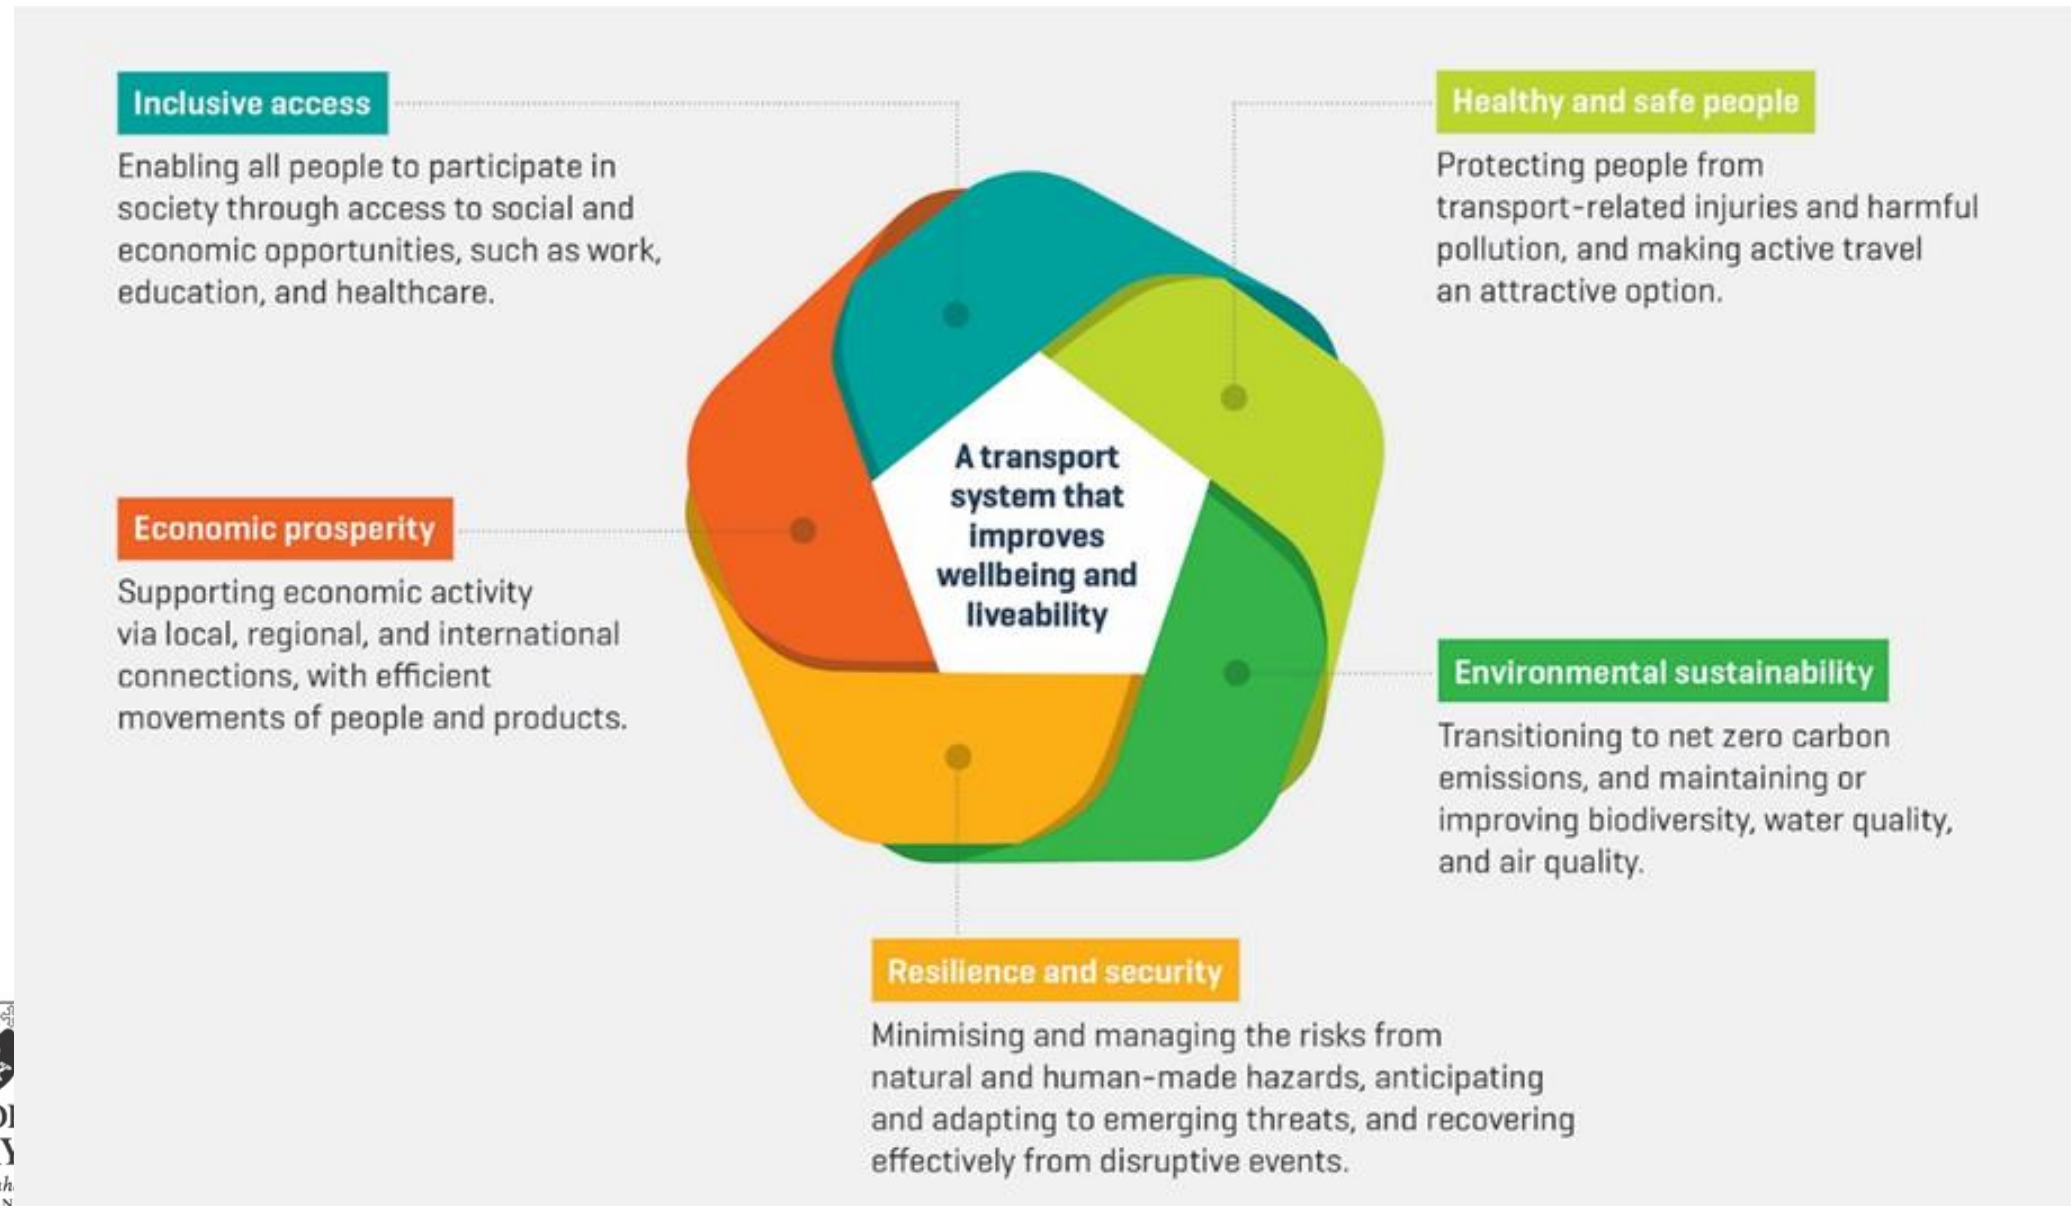 Inclusive access
Enabling all people to participate in
society through access to social and
economic opportunities, such as work,
education, and healthcare.
Healthy and safe people
Protecting people from
transport-related injuries and harmful
pollution, and making active travel
an attractive option.
A transport
system that
improves
wellbeing and
liveability
Economic prosperity
Supporting economic activity
via local, regional, and international
connections, with efficient
movements of people and products.
Environmental sustainability
Transitioning to net zero carbon
emissions, and maintaining or
improving biodiversity, water quality,
and air quality.
Resilience and security
Minimising and managing the risks from
natural and human-made hazards, anticipating
and adapting to emerging threats, and recovering
effectively from disruptive events.